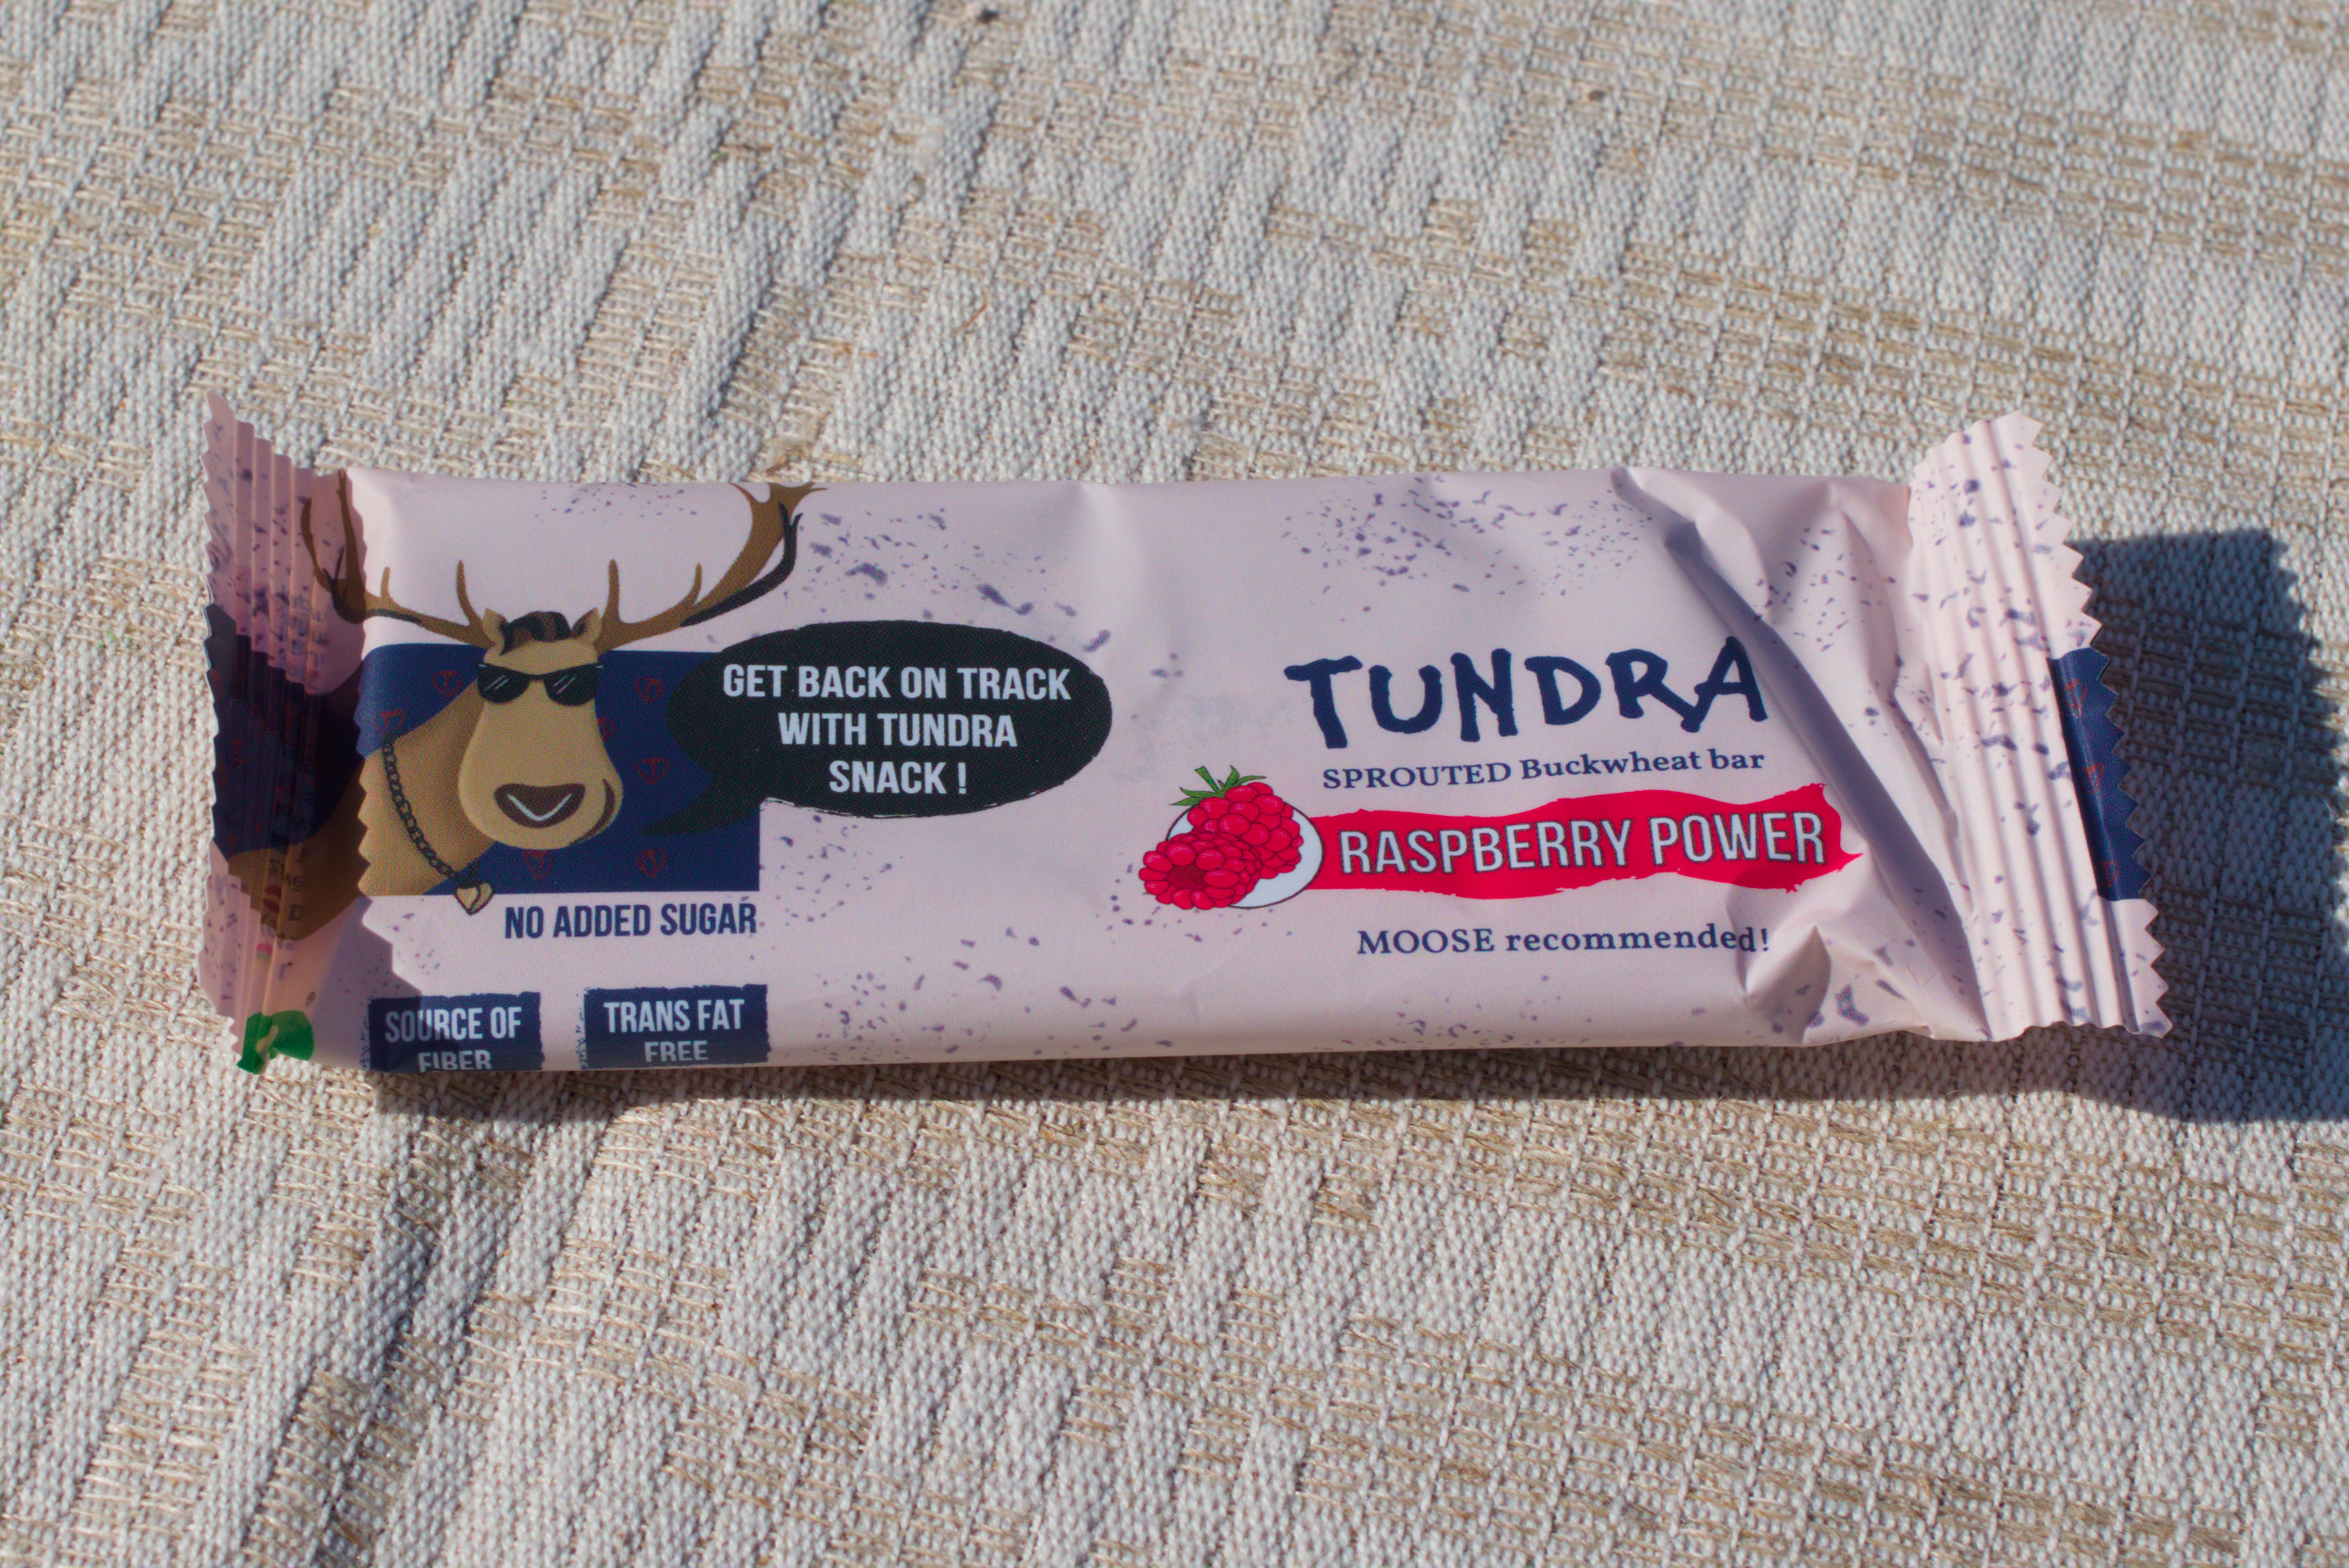 GET BACK ON TRACK
WITH TUNDRA
SNACK !
NO ADDED SUGAR
SOURCE OF
FIBER
TRANS FAT
FREE
TUNDRA
SPROUTED Buckwheat bar
RASPBERRY POWER
MOOSE recommended!